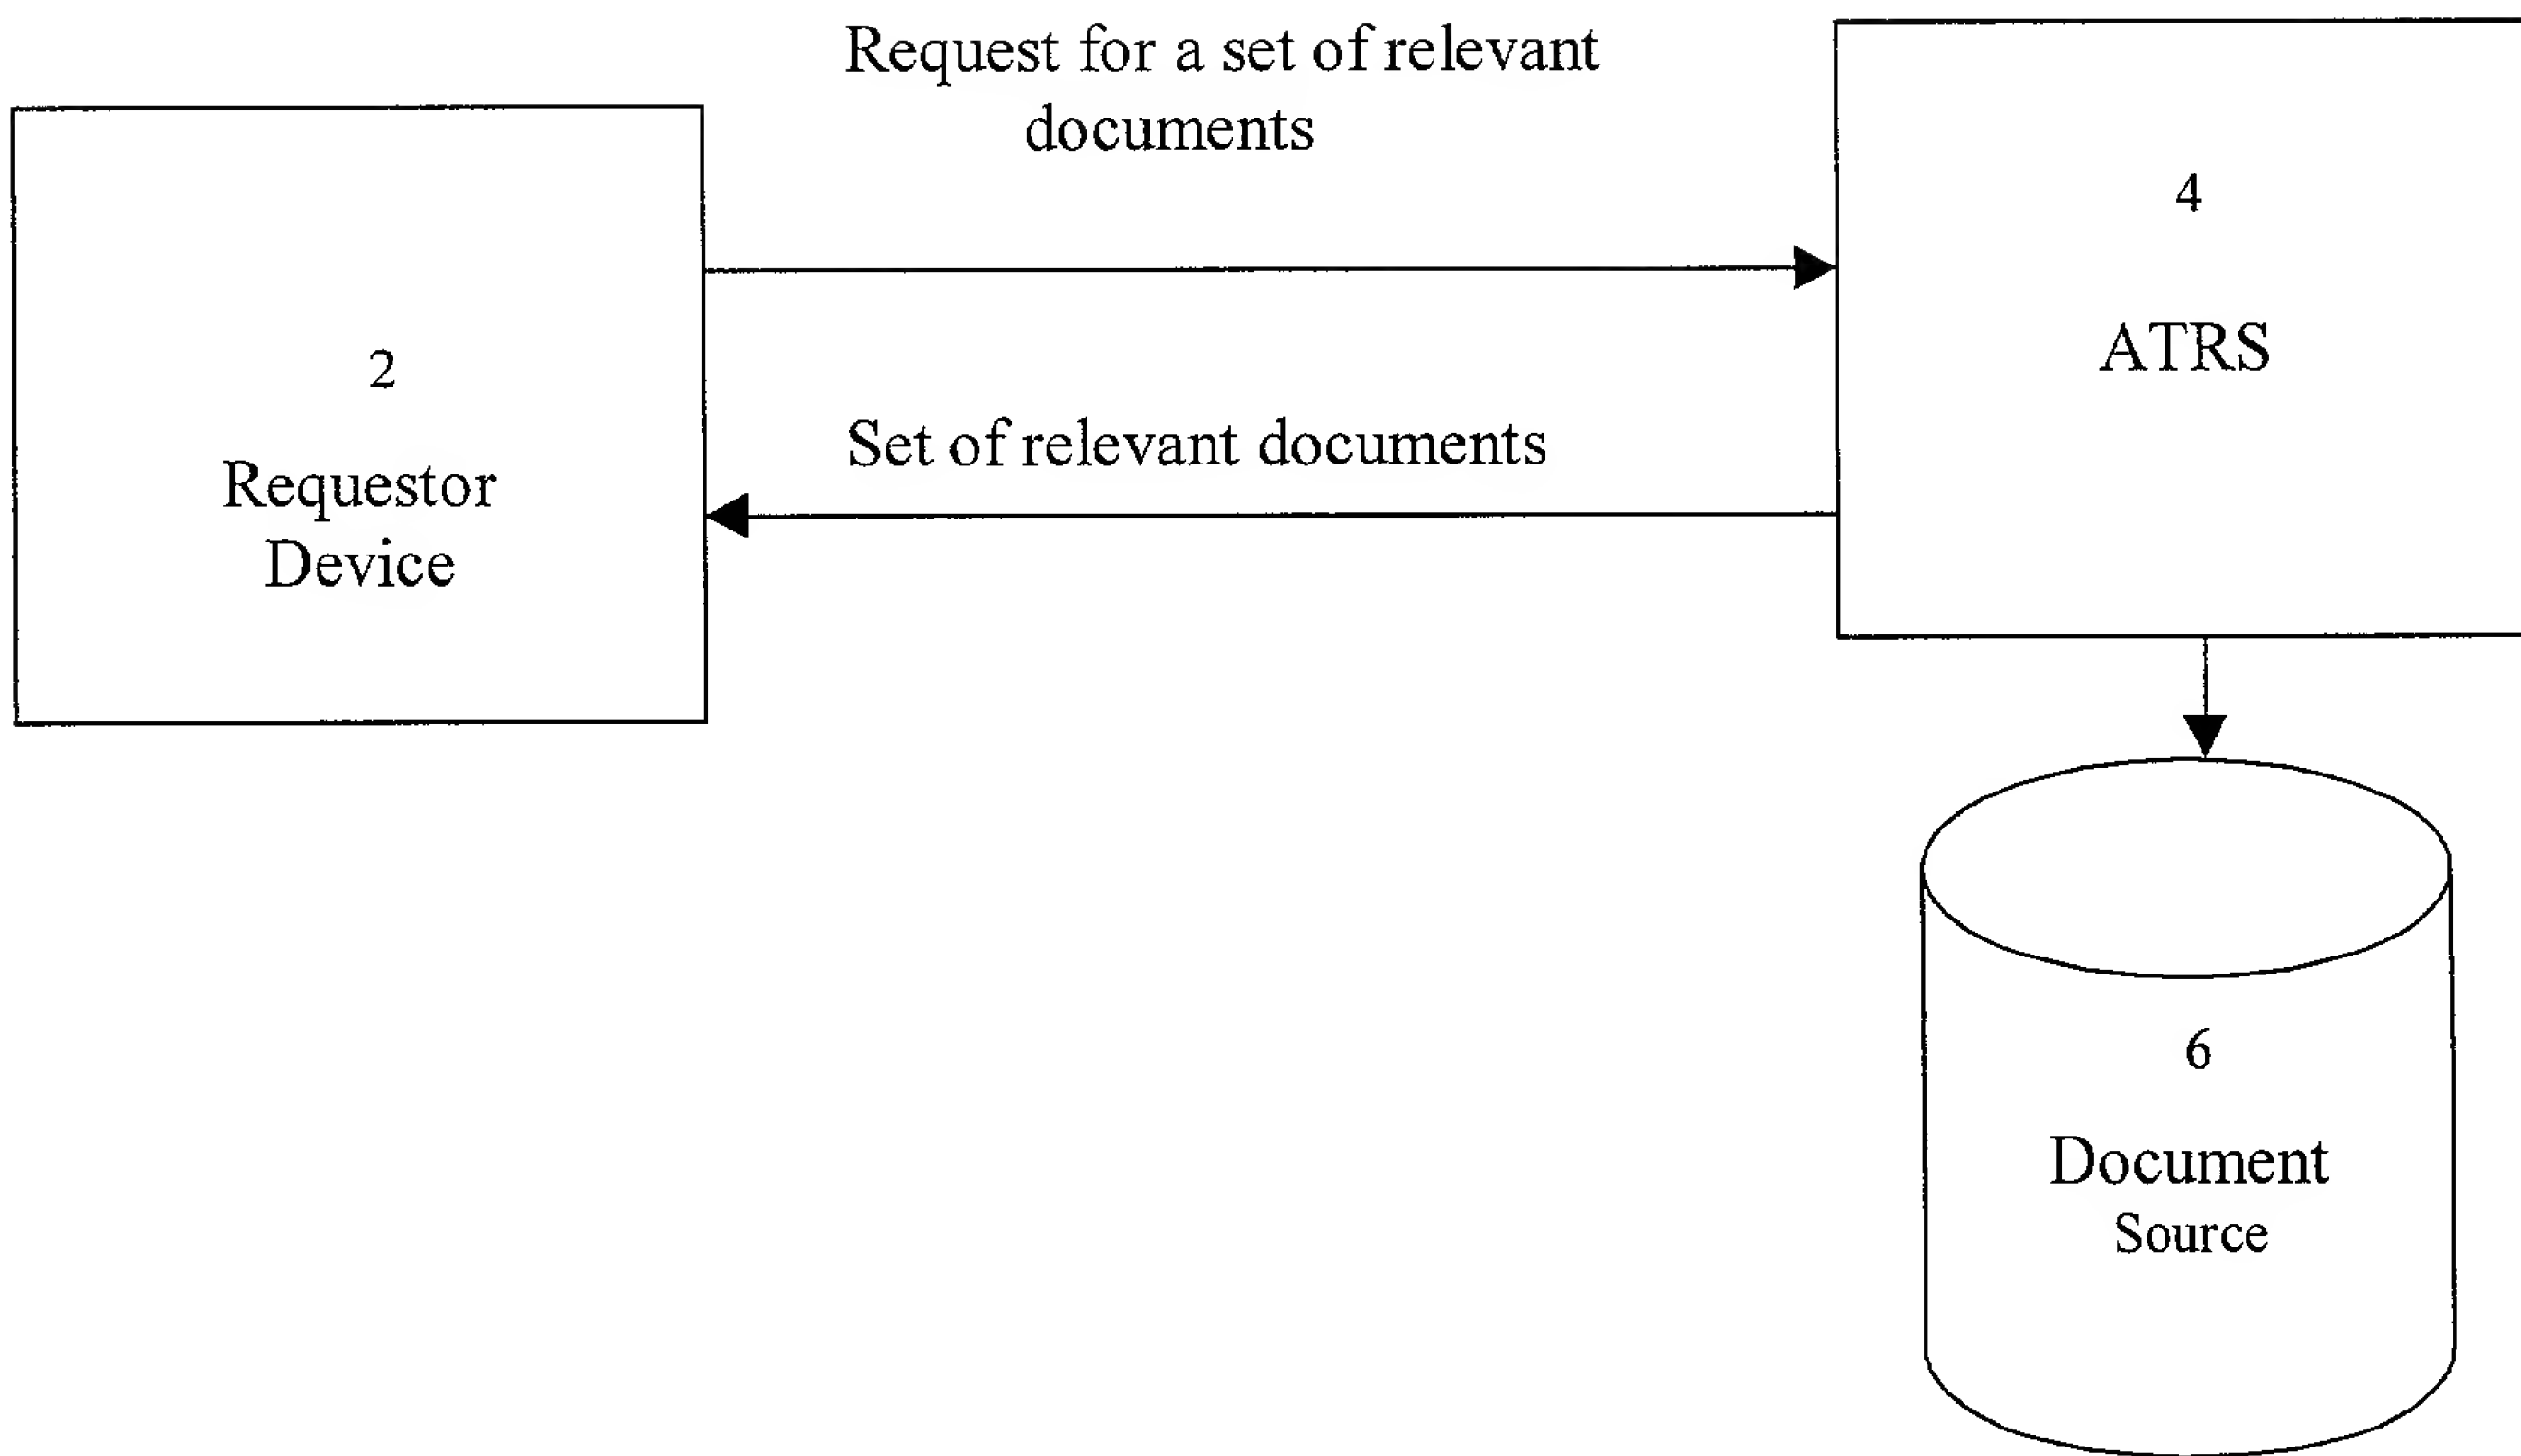 Request for a set of relevant
documents
4
ATRS
2
Requestor
Device
Set of relevant documents
6
Document
Source